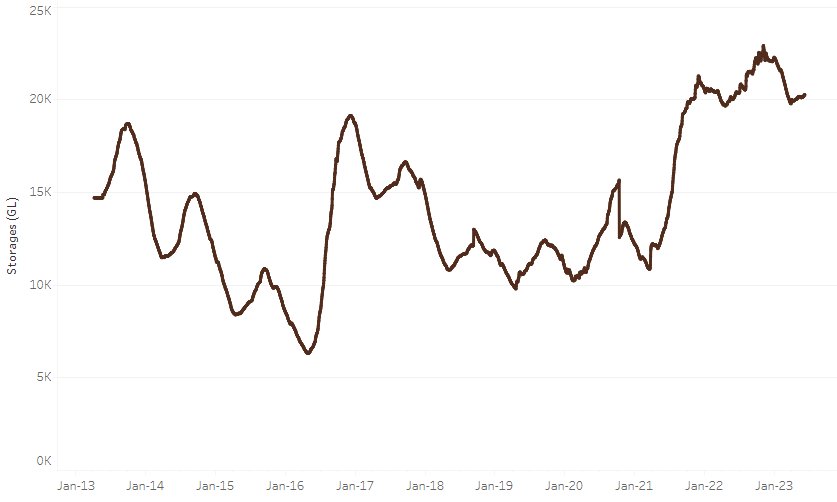 25K
20K
15K
10K
5K
0K
Storages (GL)
Jan-13 Jan-14 Jan-15 Jan-16 Jan-17 Jan-18 Jan-19 Jan-20 Jan-21 Jan-22 Jan-23